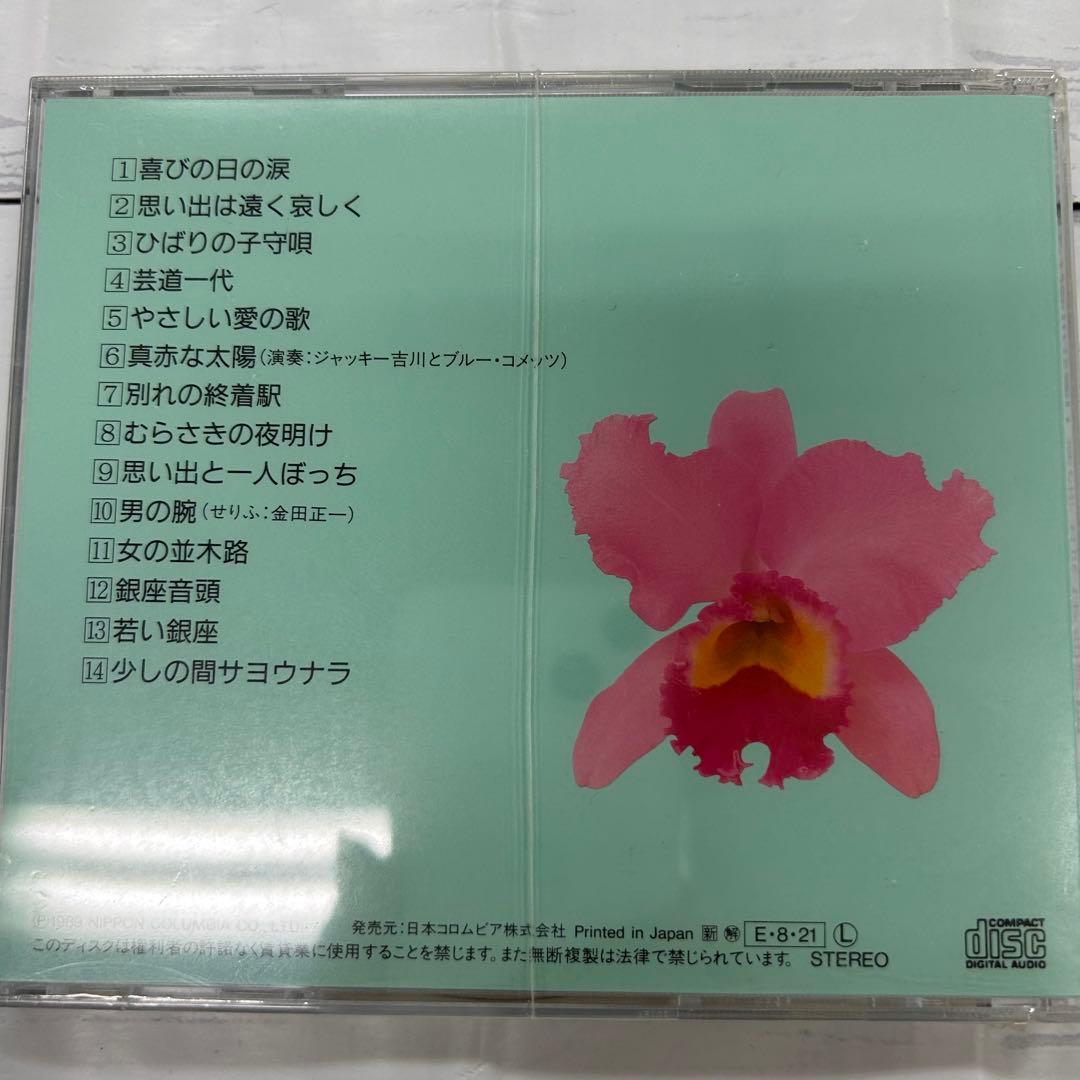 1 喜びの日の涙
2 思い出は遠く哀しく
3 ひばりの子守唄
4 芸道一代
5 やさしい愛の歌
6 真赤な太陽(演奏:ジャッキー吉川とブルー・コメッツ)
7 別れの終着駅
8 むらさきの夜明け
9 思い出と一人ぼっち
10 男の腕(せりふ:金田正一)
11 女の並木路
12 銀座音頭
13 若い銀座
14 少しの間サヨウナラ
Ⓟ1989 NIPPON COLUMBIA CO., LTD. 発売元:日本コロムビア株式会社 Printed in Japan 新 解 E・8・21 Ⓛ
このディスクは権利者の許諾なく賃貸業に使用することを禁じます。また無断複製は法律で禁じられています。 STEREO
COMPACT
disc
DIGITAL AUDIO